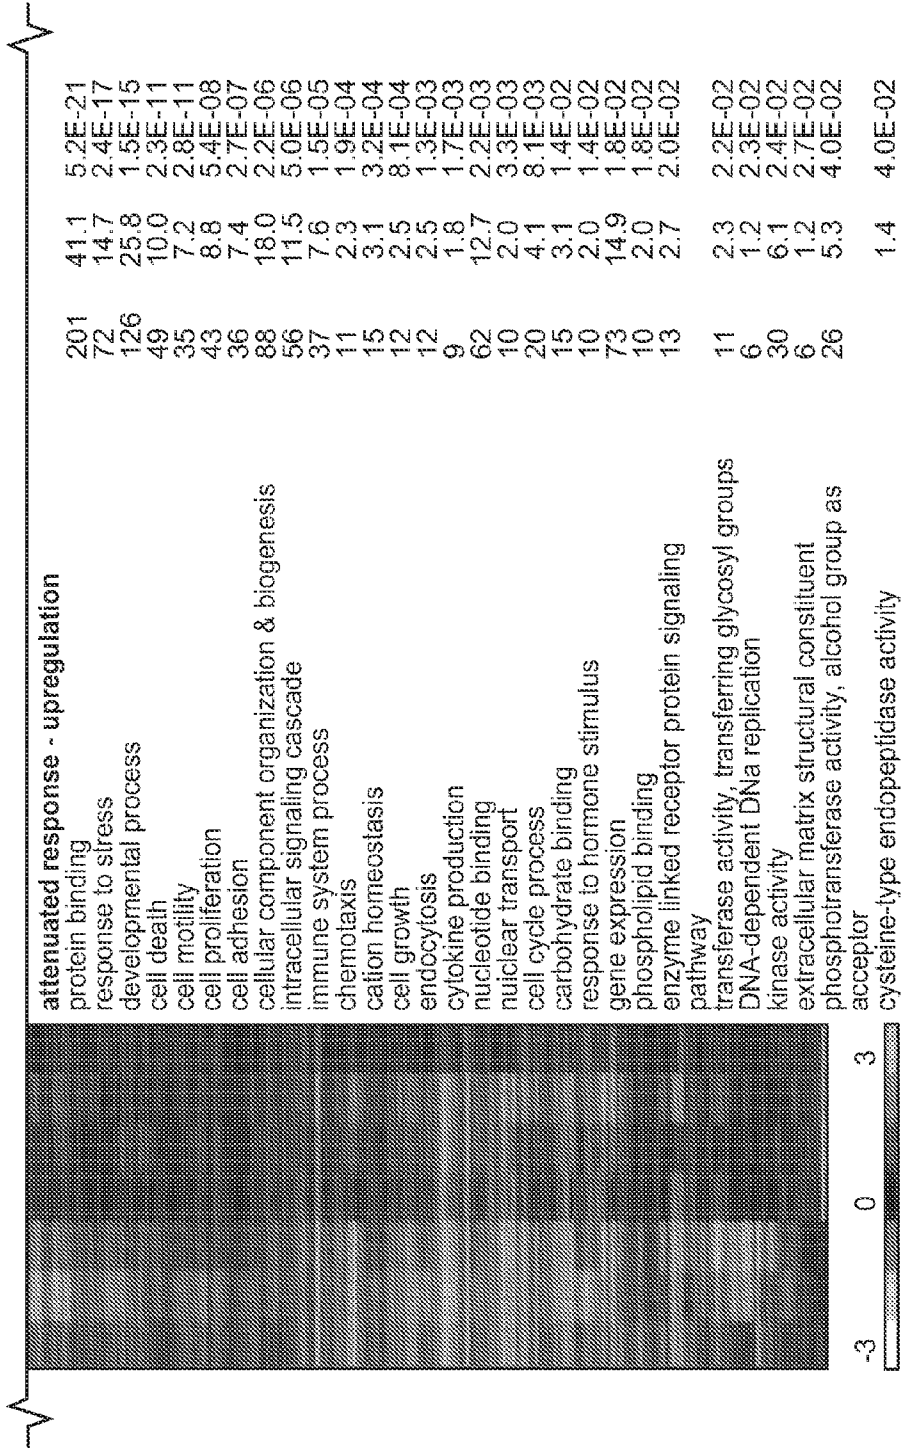 attenuated response - upregulation
protein binding 201 41.1 5.2E-21
response to stress 72 14.7 2.4E-17
developmental process 126 25.8 1.5E-15
cell death 49 10.0 2.3E-11
cell motility 35 7.2 2.8E-11
cell proliferation 43 8.8 5.4E-08
cell adhesion 36 7.4 2.7E-07
cellular component organization & biogenesis 88 18.0 2.2E-06
intracellular signaling cascade 56 11.5 5.0E-06
immune system process 37 7.6 1.5E-05
chemotaxis 11 2.3 1.9E-04
cation homeostasis 15 3.1 3.2E-04
cell growth 12 2.5 8.1E-04
endocytosis 12 2.5 1.3E-03
cytokine production 9 1.8 1.7E-03
nucleotide binding 62 12.7 2.2E-03
nuclear transport 10 2.0 3.3E-03
cell cycle process 20 4.1 8.1E-03
carbohydrate binding 15 3.1 1.4E-02
response to hormone stimulus 10 2.0 1.4E-02
gene expression 73 14.9 1.8E-02
phospholipid binding 10 2.0 1.8E-02
enzyme linked receptor protein signaling 13 2.7 2.0E-02
pathway
transferase activity, transferring glycosyl groups 11 2.3 2.2E-02
DNA-dependent DNa replication 6 1.2 2.3E-02
kinase activity 30 6.1 2.4E-02
extracellular matrix structural constituent 6 1.2 2.7E-02
phosphotransferase activity, alcohol group as 26 5.3 4.0E-02
acceptor
cysteine-type endopeptidase activity 1.4 4.0E-02
-3 0 3